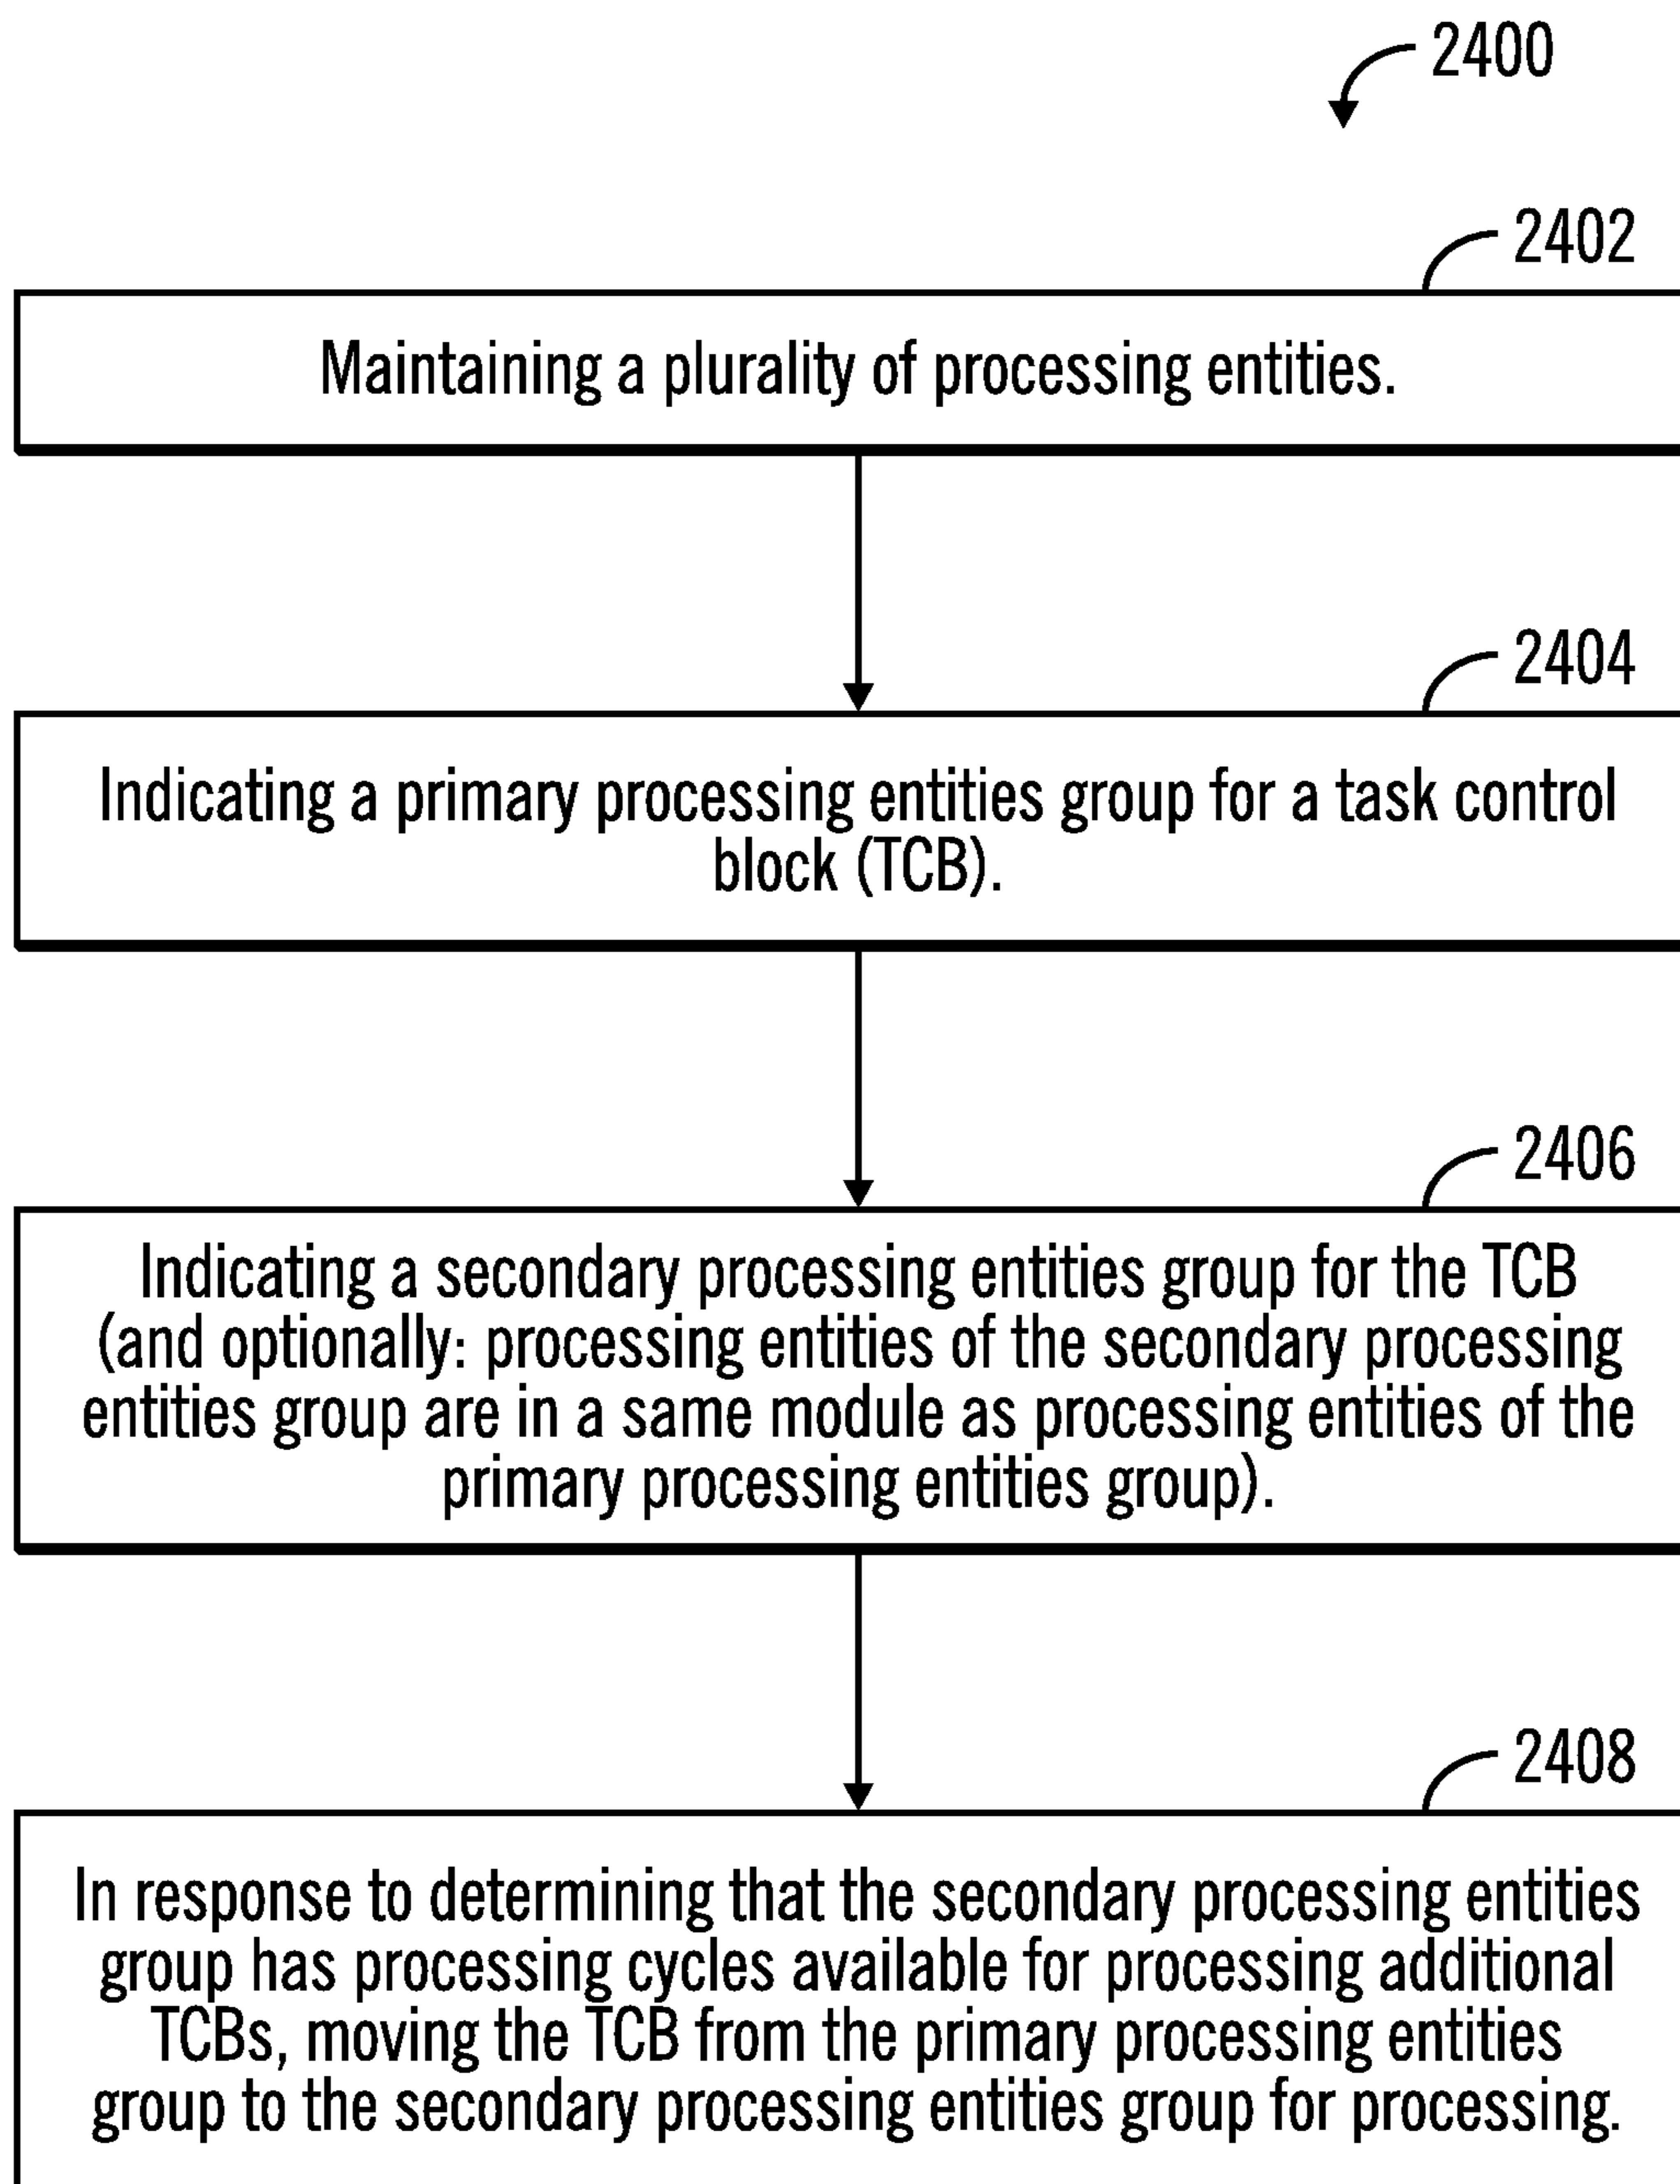 2400
2402
Maintaining a plurality of processing entities.
2404
Indicating a primary processing entities group for a task control
block (TCB).
2406
Indicating a secondary processing entities group for the TCB
(and optionally: processing entities of the secondary processing
entities group are in a same module as processing entities of the
primary processing entities group).
2408
In response to determining that the secondary processing entities
group has processing cycles available for processing additional
TCBs, moving the TCB from the primary processing entities
group to the secondary processing entities group for processing.